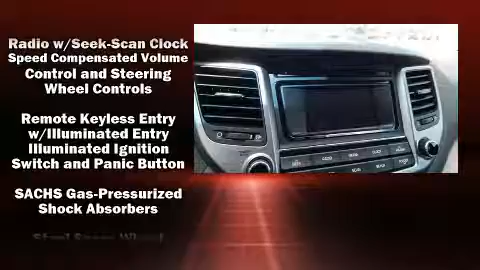 Radio w/Seek-Scan Clock
Speed Compensated Volume
Control and Steering
Wheel Controls
Remote Keyless Entry
w/Illuminated Entry
Illuminated Ignition
Switch and Panic Button
SACHS Gas-Pressurized
Shock Absorbers